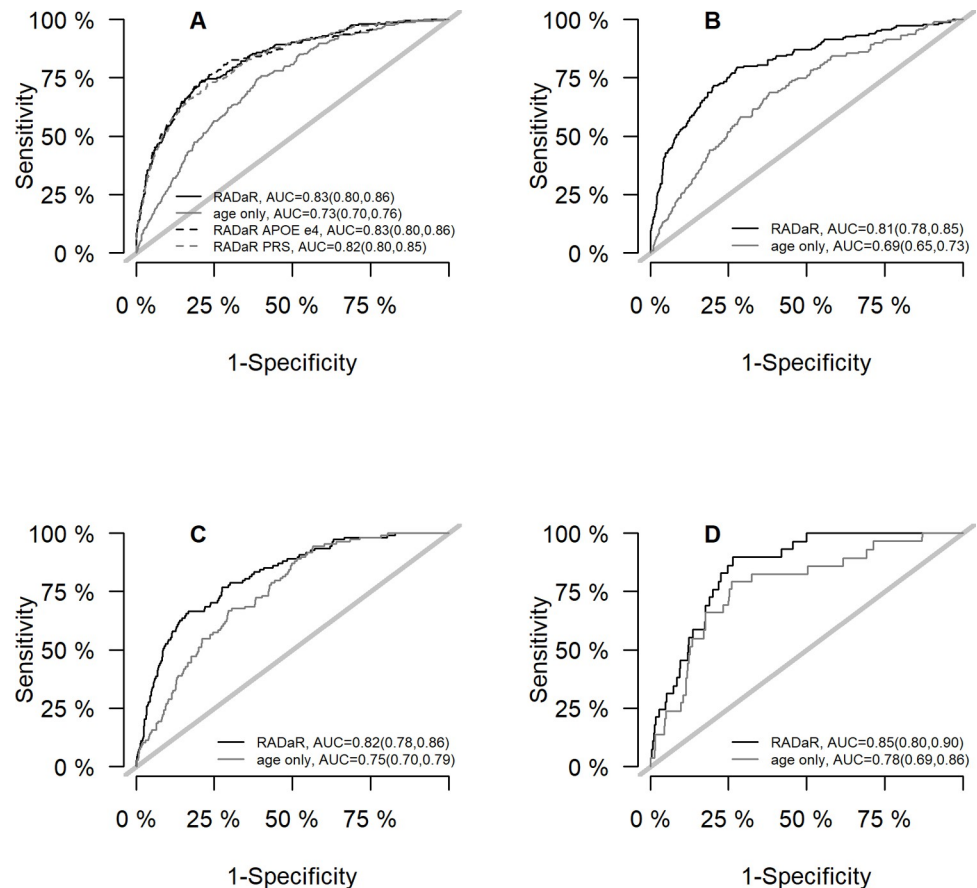 A
100 %
75 %
50 %
25 %
0 %
Sensitivity
RADaR, AUC=0.83(0.80,0.86)
age only, AUC=0.73(0.70,0.76)
RADaR APOE e4, AUC=0.83(0.80,0.86)
RADaR PRS, AUC=0.82(0.80,0.85)
0 % 25 % 50 % 75 %
1-Specificity
B
100 %
75 %
50 %
25 %
0 %
Sensitivity
RADaR, AUC=0.81(0.78,0.85)
age only, AUC=0.69(0.65,0.73)
0 % 25 % 50 % 75 %
1-Specificity
C
100 %
75 %
50 %
25 %
0 %
Sensitivity
RADaR, AUC=0.82(0.78,0.86)
age only, AUC=0.75(0.70,0.79)
0 % 25 % 50 % 75 %
1-Specificity
D
100 %
75 %
50 %
25 %
0 %
Sensitivity
RADaR, AUC=0.85(0.80,0.90)
age only, AUC=0.78(0.69,0.86)
0 % 25 % 50 % 75 %
1-Specificity